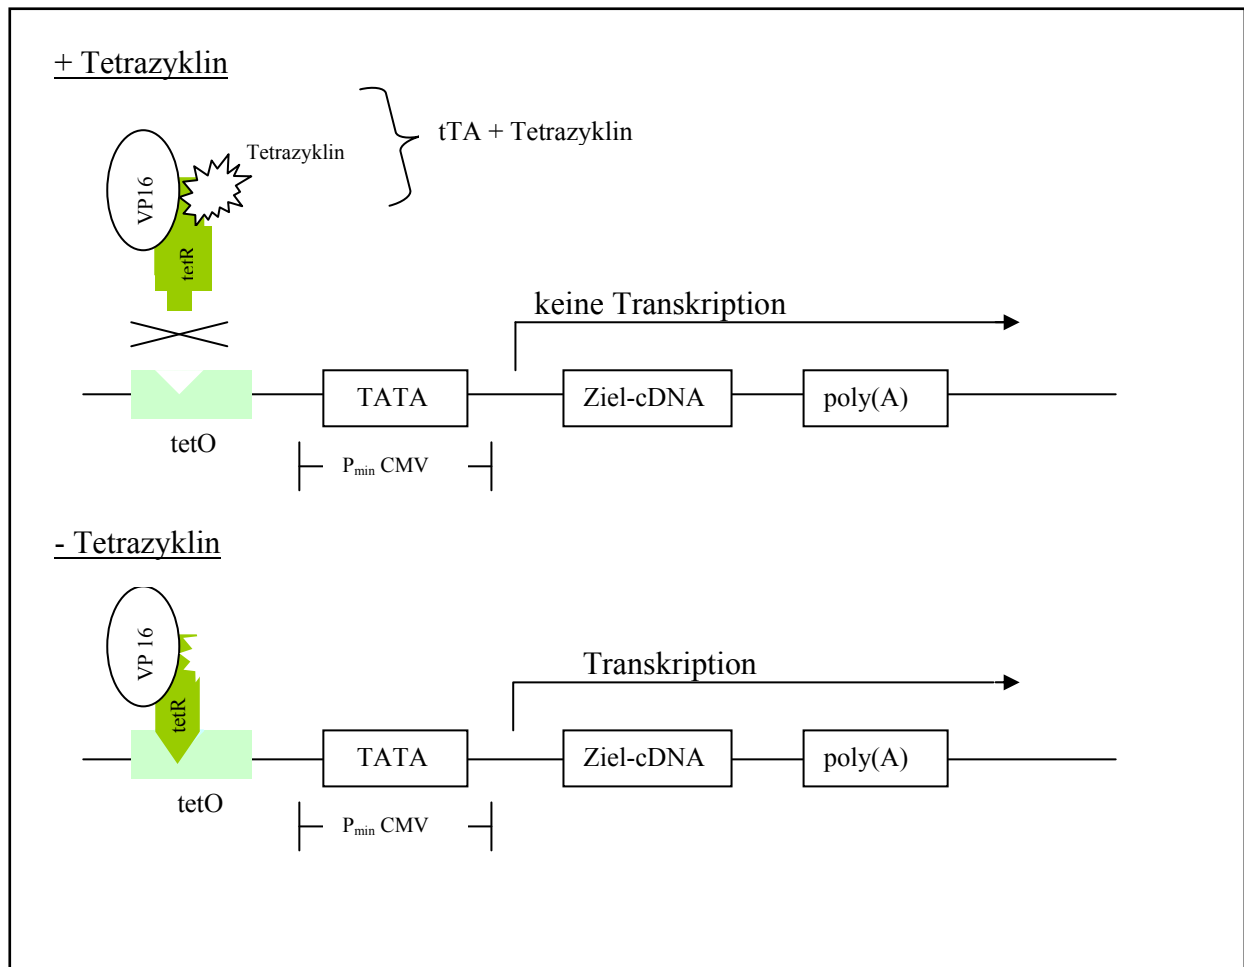 + Tetrazyklin
tTA + Tetrazyklin
Tetrazyklin
VP16
tetR
keine Transkription
TATA
Ziel-cDNA
poly(A)
tetO
Pmin CMV
- Tetrazyklin
VP 16
Transkription
tetR
TATA
Ziel-cDNA
poly(A)
tetO
Pmin CMV